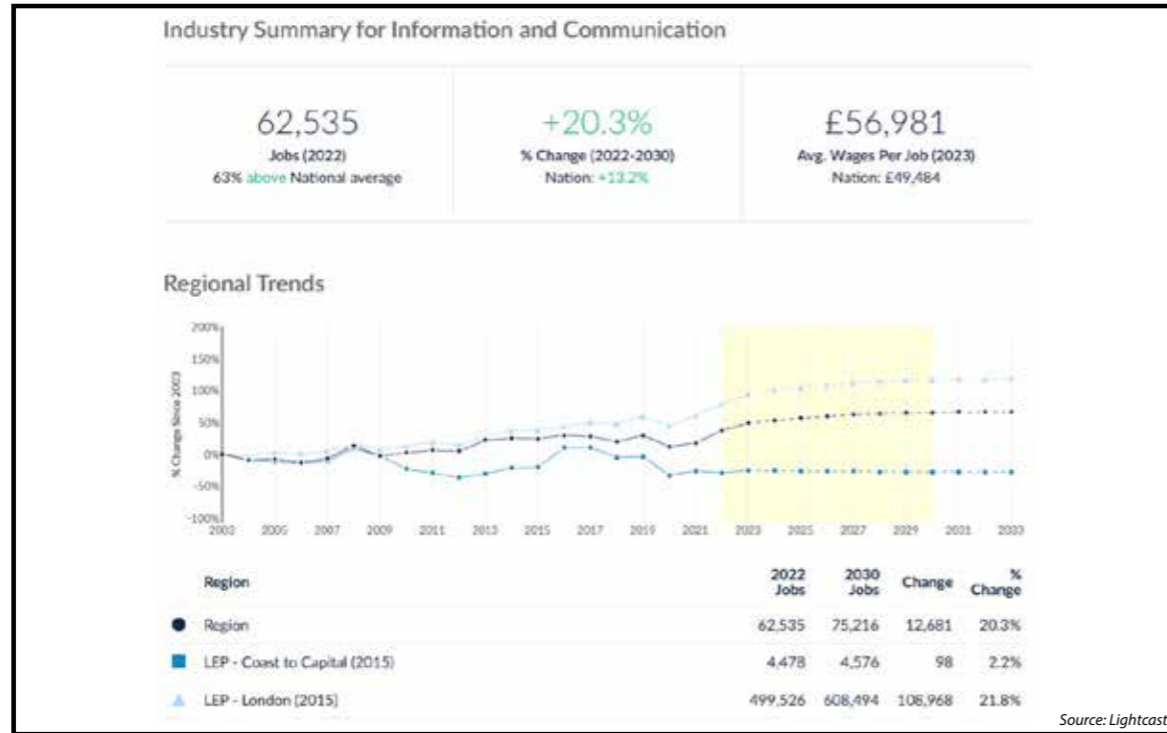 Industry Summary for Information and Communication
62,535
Jobs (2022)
63% above National average
+20.3%
% Change (2022-2030)
Nation: +13.2%
£56,981
Avg. Wages Per Job (2023)
Nation: £49,484
Regional Trends
% Change Since 2003
200%
150%
100%
50%
0%
-50%
-100%
2003 2005 2007 2009 2011 2013 2015 2017 2019 2021 2023 2025 2027 2029 2031 2033
Region 2022 Jobs 2030 Jobs Change % Change
Region 62,535 75,216 12,681 20.3%
LEP - Coast to Capital (2015) 4,478 4,576 98 2.2%
LEP - London (2015) 499,526 608,494 108,968 21.8%
Source: Lightcast